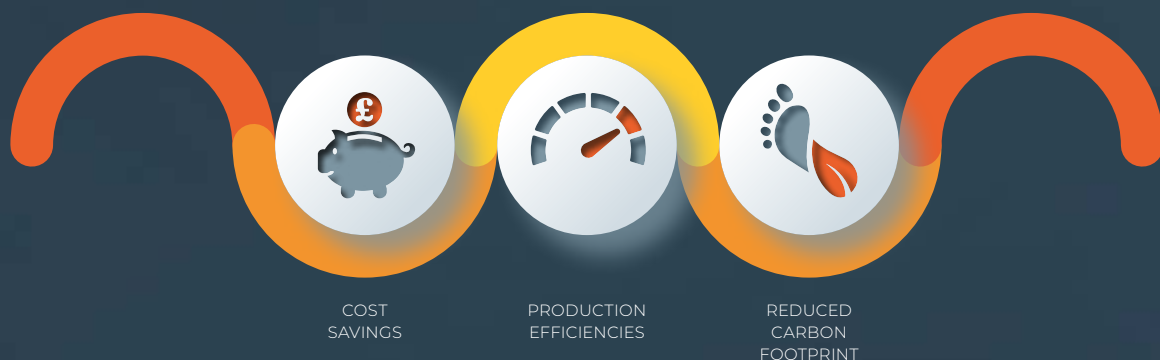 £
COST
SAVINGS
PRODUCTION
EFFICIENCIES
REDUCED
CARBON
FOOTPRINT